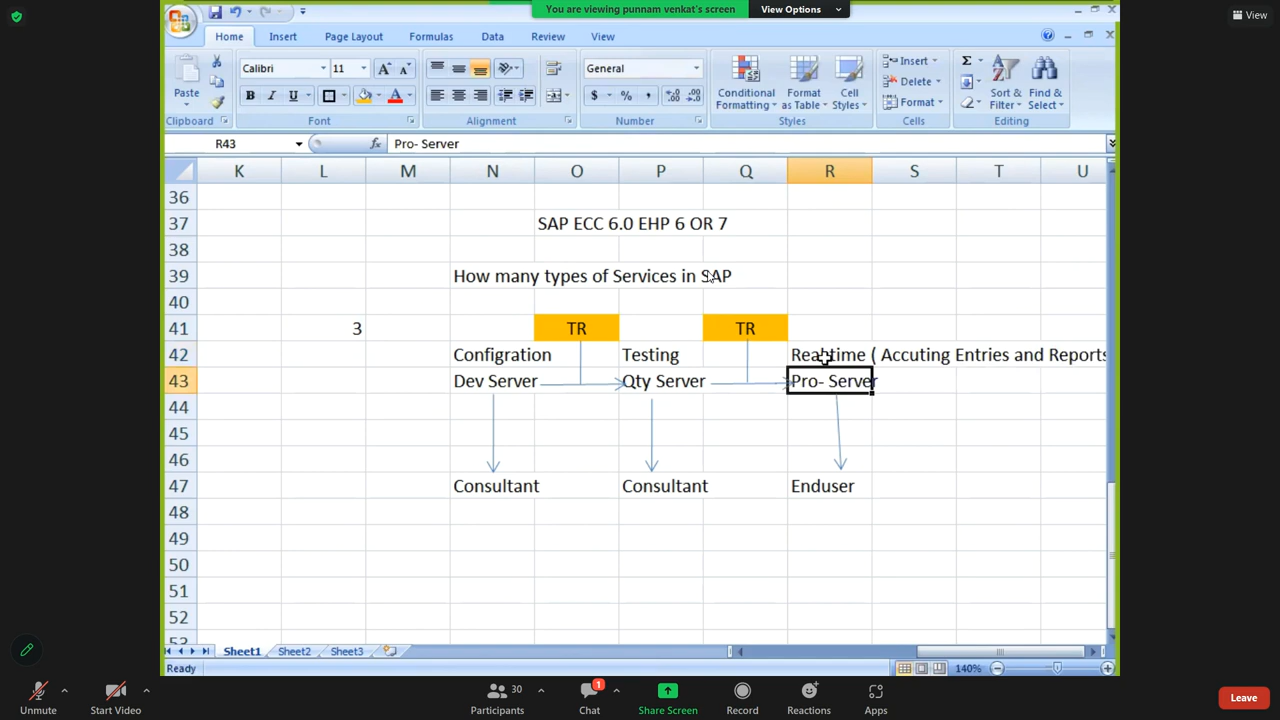 You are viewing punnam venkat's screen
View Options
View
Home Insert Page Layout Formulas Data Review View
Paste
Calibri 11
General
Conditional Formatting
Format as Table
Cell Styles
Insert
Delete
Format
Sort & Filter
Find & Select
B I U
$ % ,
Clipboard Font Alignment Number Styles Cells Editing
R43 fx Pro- Server
K L M N O P Q R S T U
36
37 SAP ECC 6.0 EHP 6 OR 7
38
39 How many types of Services in SAP
40
41 3 TR TR
42 Configration Testing Realtime ( Accuting Entries and Reports
43 Dev Server Qty Server Pro- Server
44
45
46
47 Consultant Consultant Enduser
48
49
50
51
52
53
Sheet1 Sheet2 Sheet3
Ready 140%
Unmute Start Video Participants 30 Chat 1 Share Screen Record Reactions Apps Leave